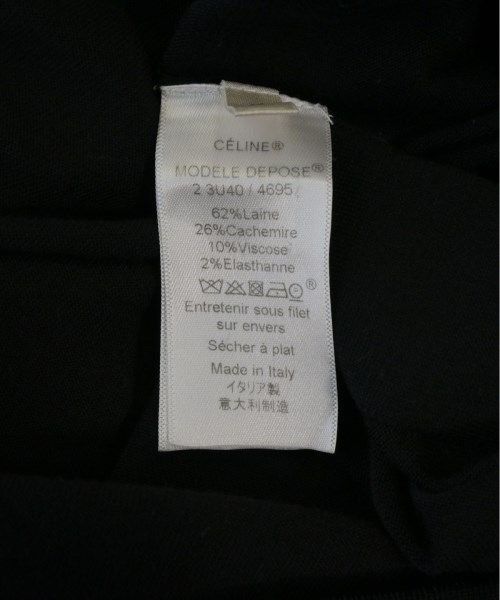 CÉLINE®
MODELE DEPOSE®
2 3U40 / 4695
62%Laine
26%Cachemire
10%Viscose
2%Elasthanne
®
Entretenir sous filet
sur envers
Sécher à plat
Made in Italy
イタリア製
意大利制造